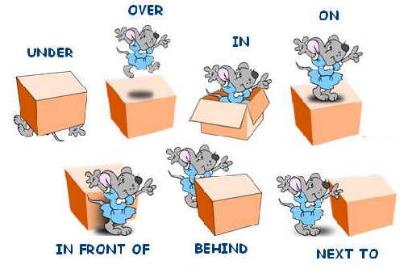 UNDER
OVER
IN
ON
IN FRONT OF
BEHIND
NEXT TO